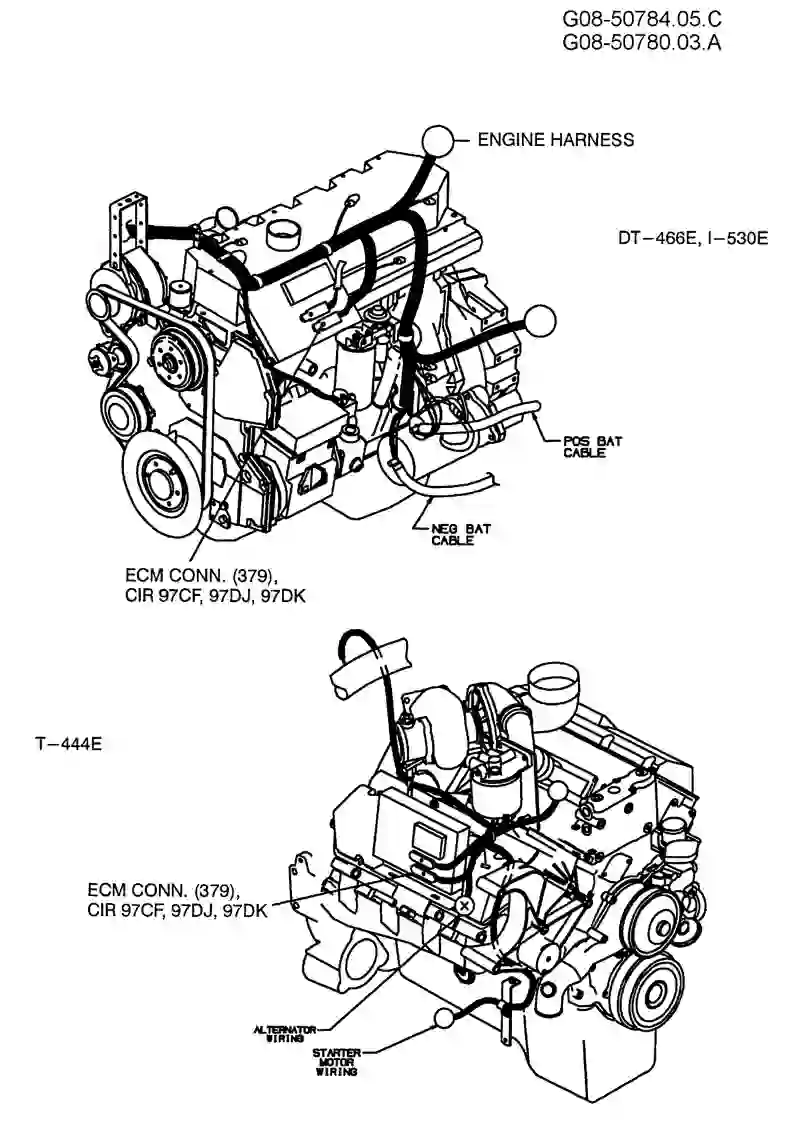 G08-50784.05.C
G08-50780.03.A
ENGINE HARNESS
DT-466E, I-530E
POS BAT
CABLE
NEG BAT
CABLE
ECM CONN. (379),
CIR 97CF, 97DJ, 97DK
T-444E
ECM CONN. (379),
CIR 97CF, 97DJ, 97DK
ALTERNATOR
WIRING
STARTER
MOTOR
WIRING